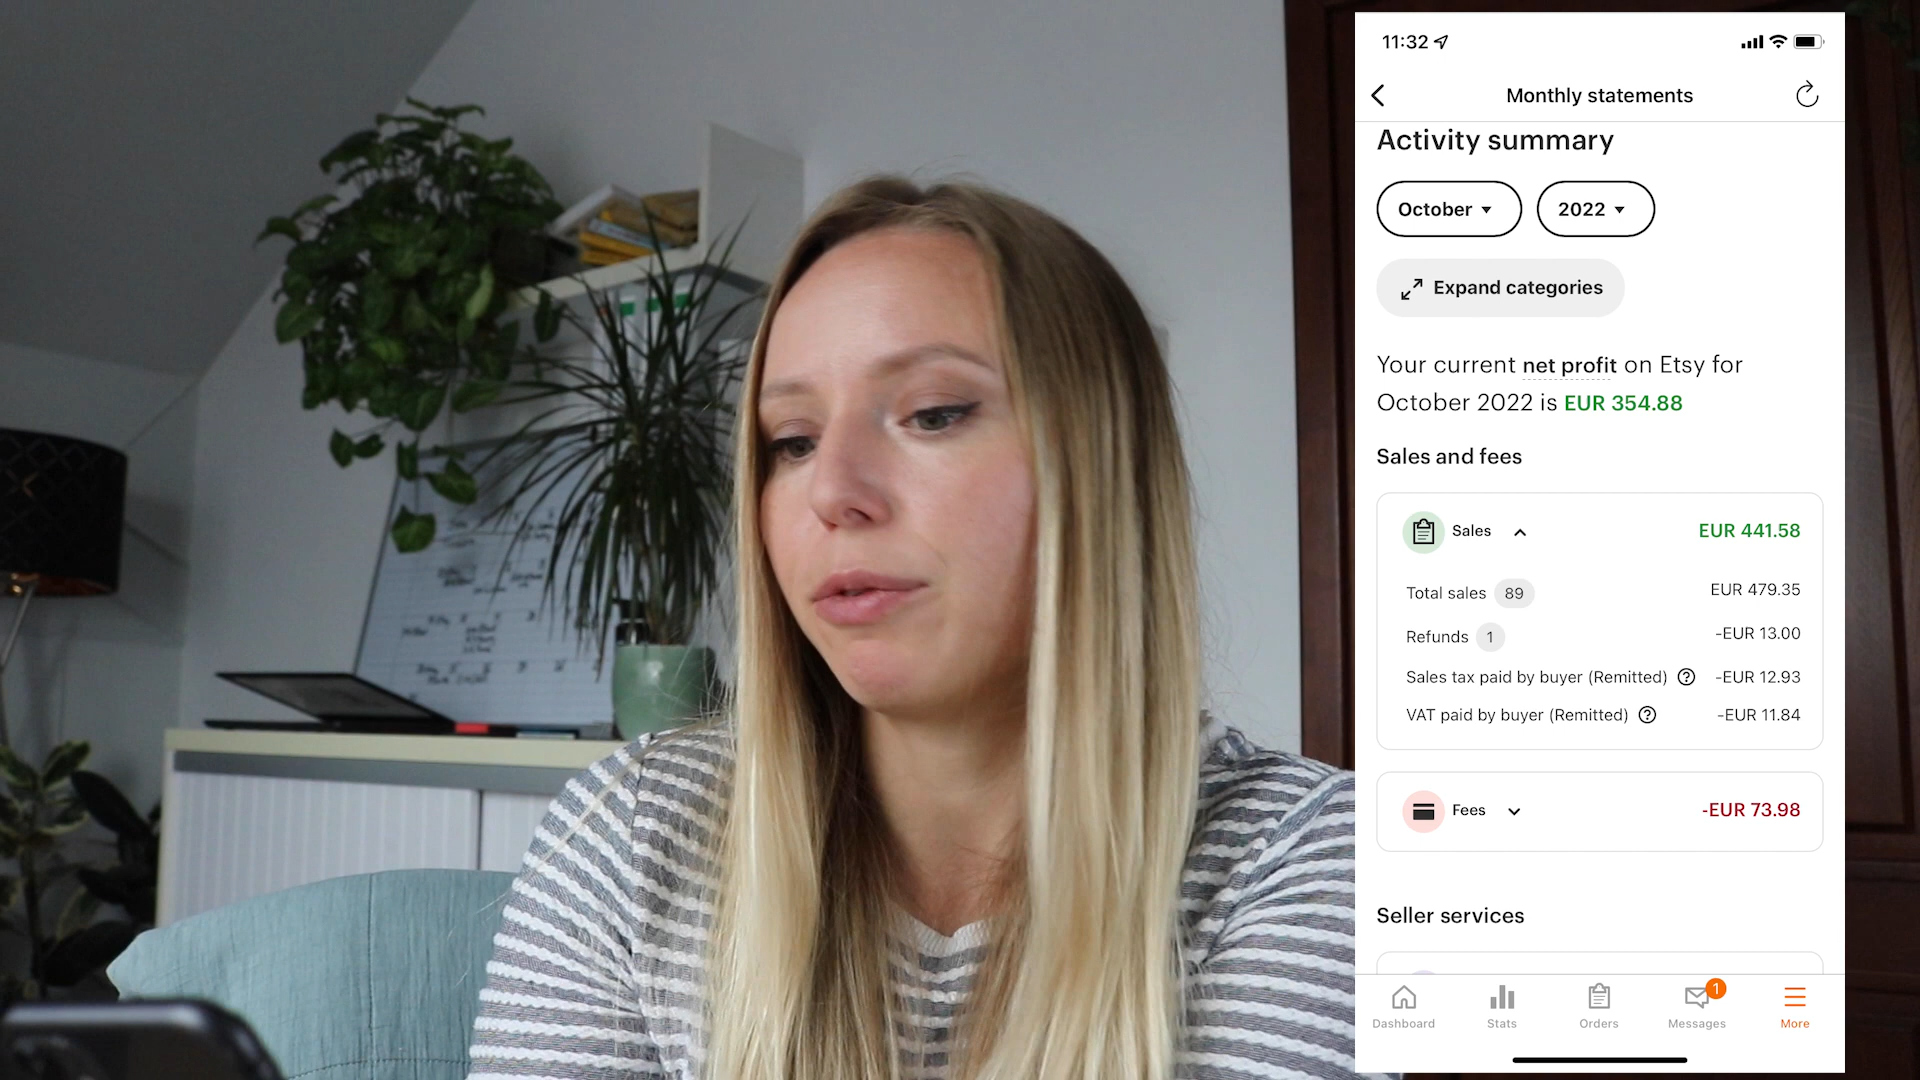 11:32
Monthly statements
Activity summary
October
2022
Expand categories
Your current net profit on Etsy for
October 2022 is EUR 354.88
Sales and fees
Sales EUR 441.58
Total sales 89 EUR 479.35
Refunds 1 -EUR 13.00
Sales tax paid by buyer (Remitted) ? -EUR 12.93
VAT paid by buyer (Remitted) ? -EUR 11.84
Fees -EUR 73.98
Seller services
1
Dashboard Stats Orders Messages More